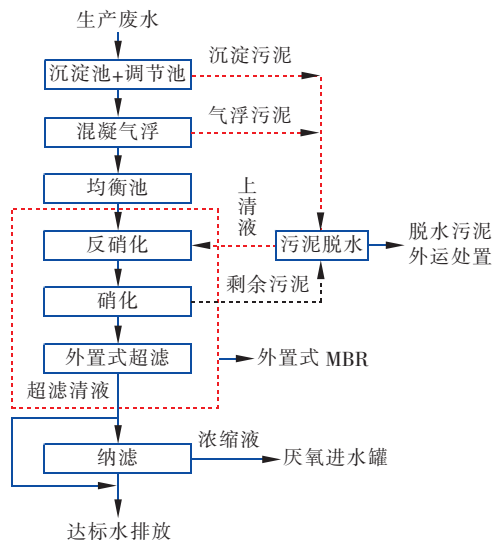 生产废水
沉淀池+调节池
沉淀污泥
混凝气浮
气浮污泥
均衡池
上
清
液
反硝化
污泥脱水
脱水污泥
外运处置
硝化
剩余污泥
外置式超滤
外置式 MBR
超滤清液
纳滤
浓缩液
厌氧进水罐
达标水排放